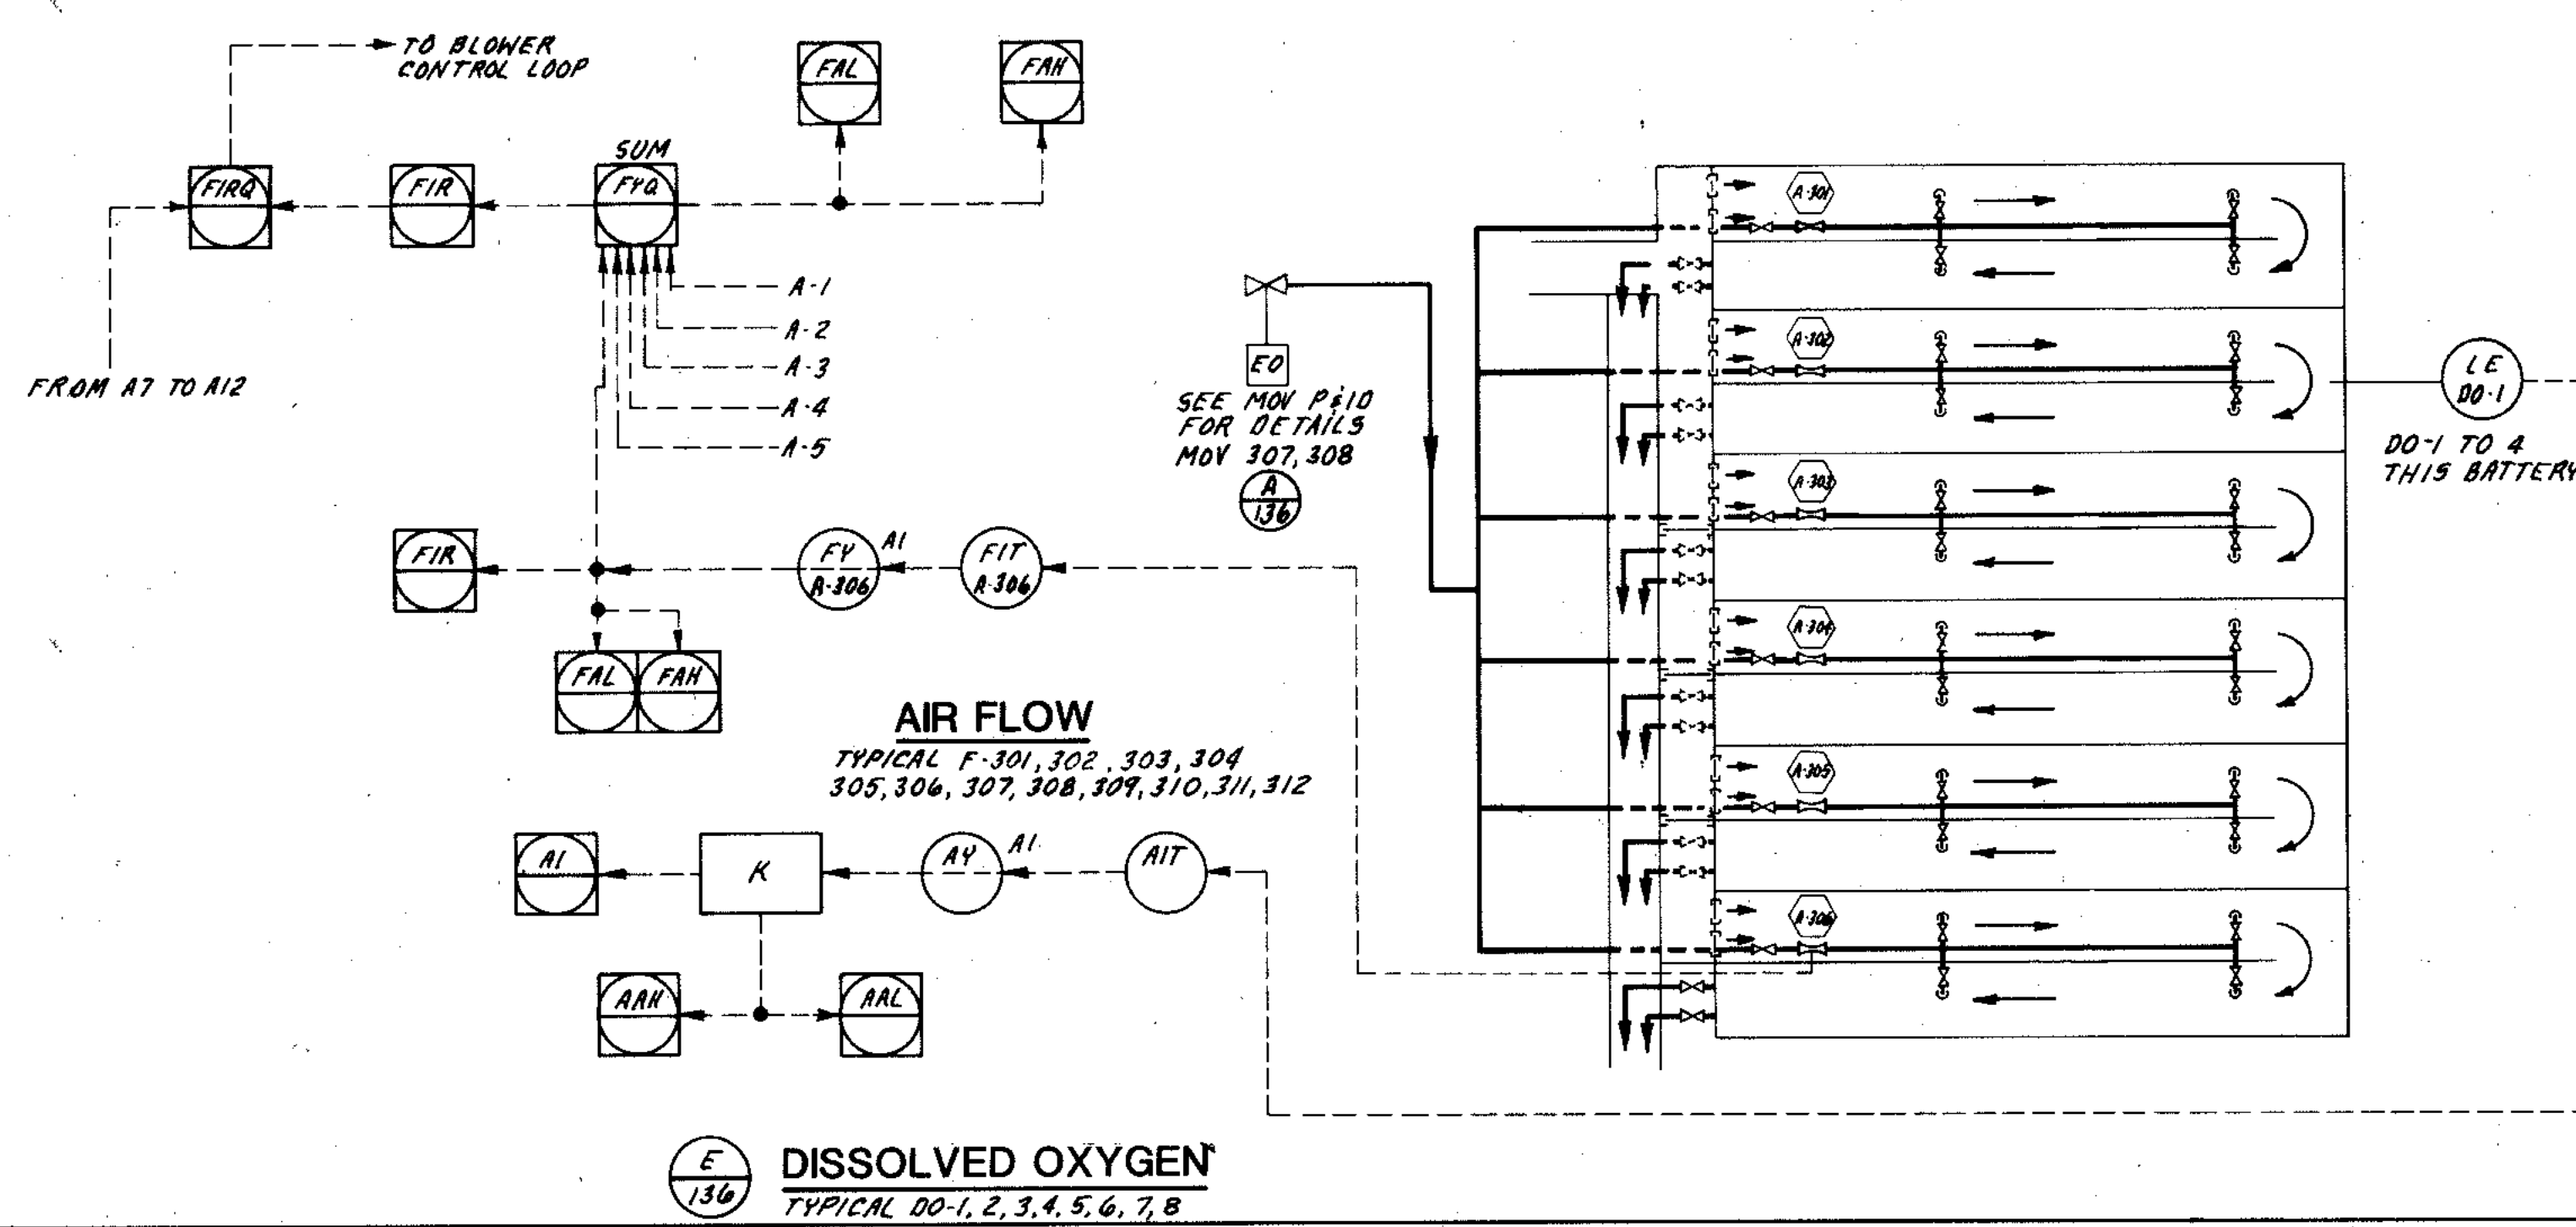 TO BLOWER
CONTROL LOOP
FAL
FAH
SUM
FIRQ
FIR
FYQ
A-1
A-2
A-3
A-4
A-5
FROM A7 TO A12
EO
SEE MOV P&ID
FOR DETAILS
MOV 307, 308
A
136
FIR
FY
A-306
AI
FIT
A-306
FAL
FAH
AIR FLOW
TYPICAL F-301, 302, 303, 304
305, 306, 307, 308, 309, 310, 311, 312
AI
K
AY
AI
AIT
AAH
AAL
E
136
DISSOLVED OXYGEN
TYPICAL DO-1, 2, 3, 4, 5, 6, 7, 8
A-301
A-302
A-303
A-304
A-305
A-306
LE
DO-1
DO-1 TO 4
THIS BATTERY